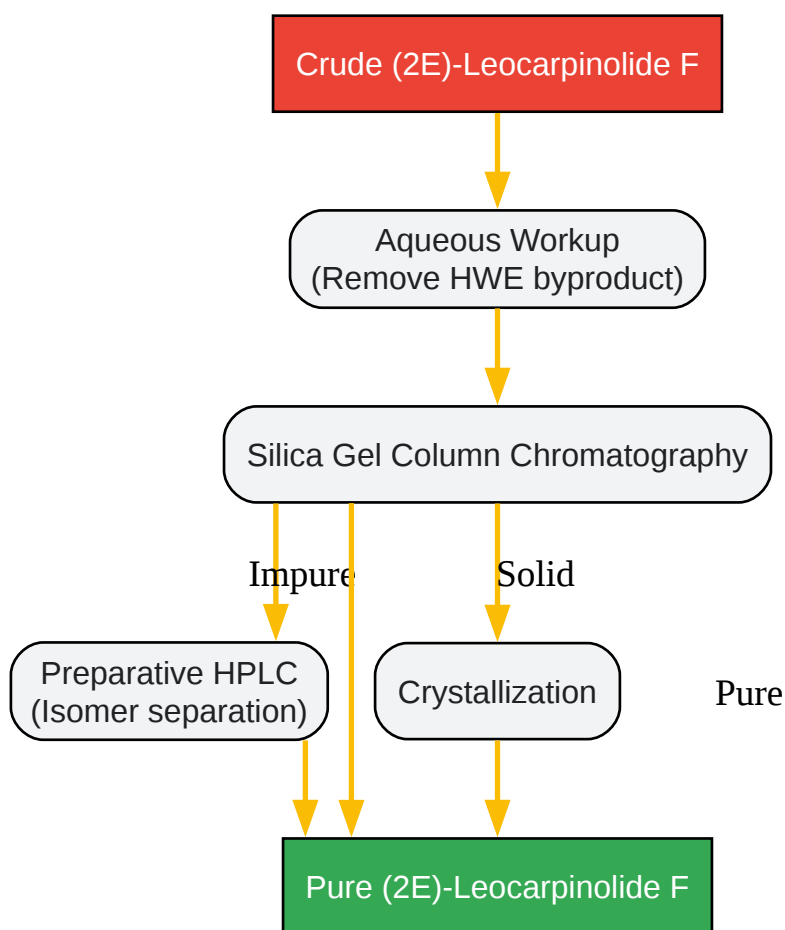 Crude (2E)-Leocarpinolide F
Aqueous Workup
(Remove HWE byproduct)
Silica Gel Column Chromatography
Impure
Solid
Preparative HPLC
(Isomer separation)
Crystallization
Pure
Pure (2E)-Leocarpinolide F